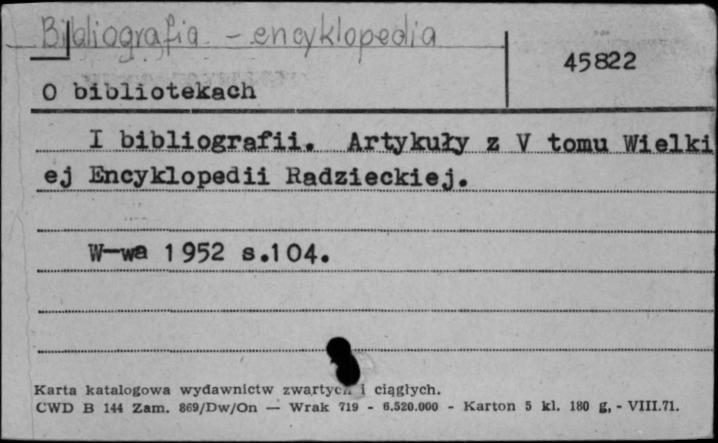 Bibliografia - encyklopedia
45822
O bibliotekach
I bibliografii. Artykuły z V tomu Wielki
ej Encyklopedii Radzieckiej.
W-wa 1952 s.104.
Karta katalogowa wydawnictw zwartych i ciągłych.
CWD B 144 Zam. 869/Dw/On — Wrak 719 - 6.520.000 - Karton 5 kl. 180 g, - VIII.71.